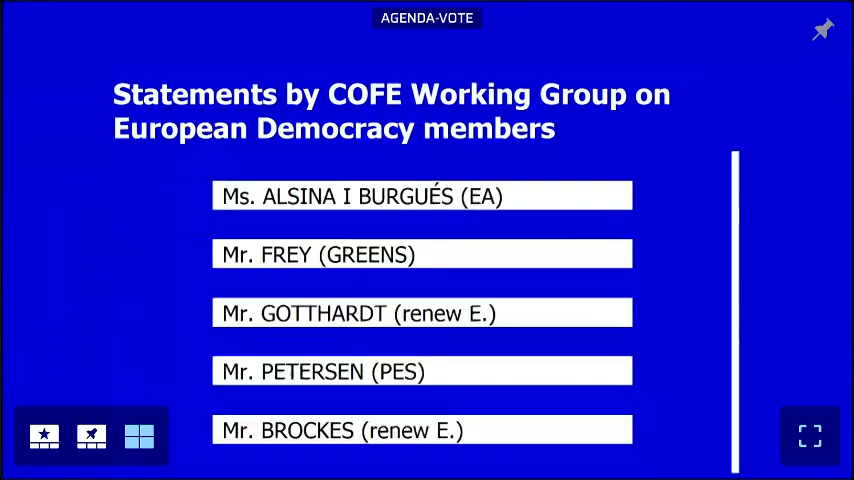 AGENDA-VOTE
Statements by COFE Working Group on
European Democracy members
Ms. ALSINA I BURGUÉS (EA)
Mr. FREY (GREENS)
Mr. GOTTHARDT (renew E.)
Mr. PETERSEN (PES)
Mr. BROCKES (renew E.)